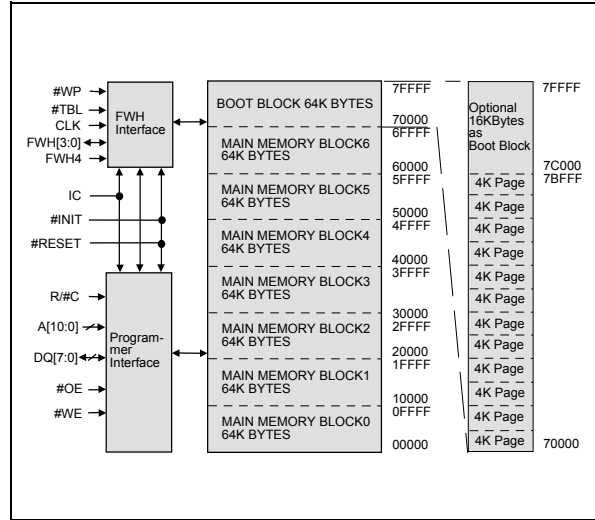 #WP
#TBL
CLK
FWH[3:0]
FWH4
IC
#INIT
#RESET
R/#C
A[10:0]
DQ[7:0]
#OE
#WE
FWH
Interface
Program-
mer
Interface
BOOT BLOCK 64K BYTES
MAIN MEMORY BLOCK6
64K BYTES
MAIN MEMORY BLOCK5
64K BYTES
MAIN MEMORY BLOCK4
64K BYTES
MAIN MEMORY BLOCK3
64K BYTES
MAIN MEMORY BLOCK2
64K BYTES
MAIN MEMORY BLOCK1
64K BYTES
MAIN MEMORY BLOCK0
64K BYTES
7FFFF
70000
6FFFF
60000
5FFFF
50000
4FFFF
40000
3FFFF
30000
2FFFF
20000
1FFFF
10000
0FFFF
00000
Optional
16KBytes
as
Boot Block
4K Page
4K Page
4K Page
4K Page
4K Page
4K Page
4K Page
4K Page
4K Page
4K Page
4K Page
4K Page
7FFFF
7C000
7BFFF
70000